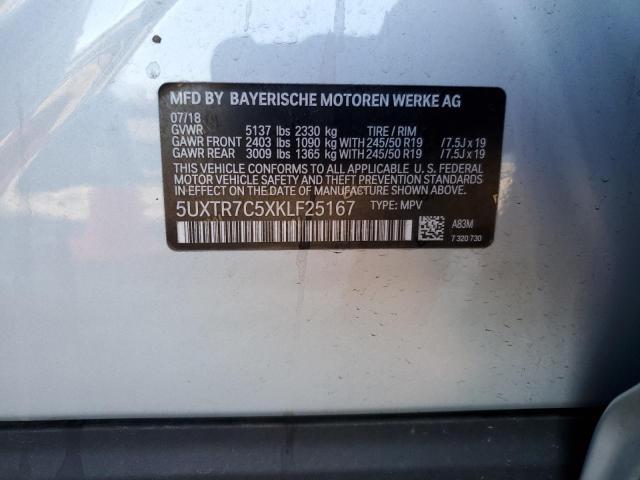 MFD BY BAYERISCHE MOTOREN WERKE AG
07/18
GVWR 5137 lbs 2330 kg TIRE / RIM
GAWR FRONT 2403 lbs 1090 kg WITH 245/50 R19 /7.5J x 19
GAWR REAR 3009 lbs 1365 kg WITH 245/50 R19 /7.5J x 19
THIS VEHICLE CONFORMS TO ALL APPLICABLE U. S. FEDERAL
MOTOR VEHICLE SAFETY AND THEFT PREVENTION STANDARDS
IN EFFECT ON THE DATE OF MANUFACTURE SHOWN ABOVE.
5UXTR7C5XKLF25167 TYPE: MPV
A83M
7 320 730